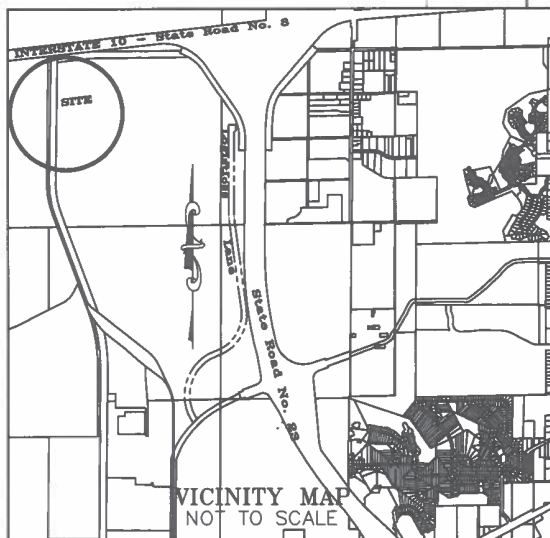 INTERSTATE 10 - State Road No. 8
SITE
Lane
State Road No. 23
VICINITY MAP
NOT TO SCALE